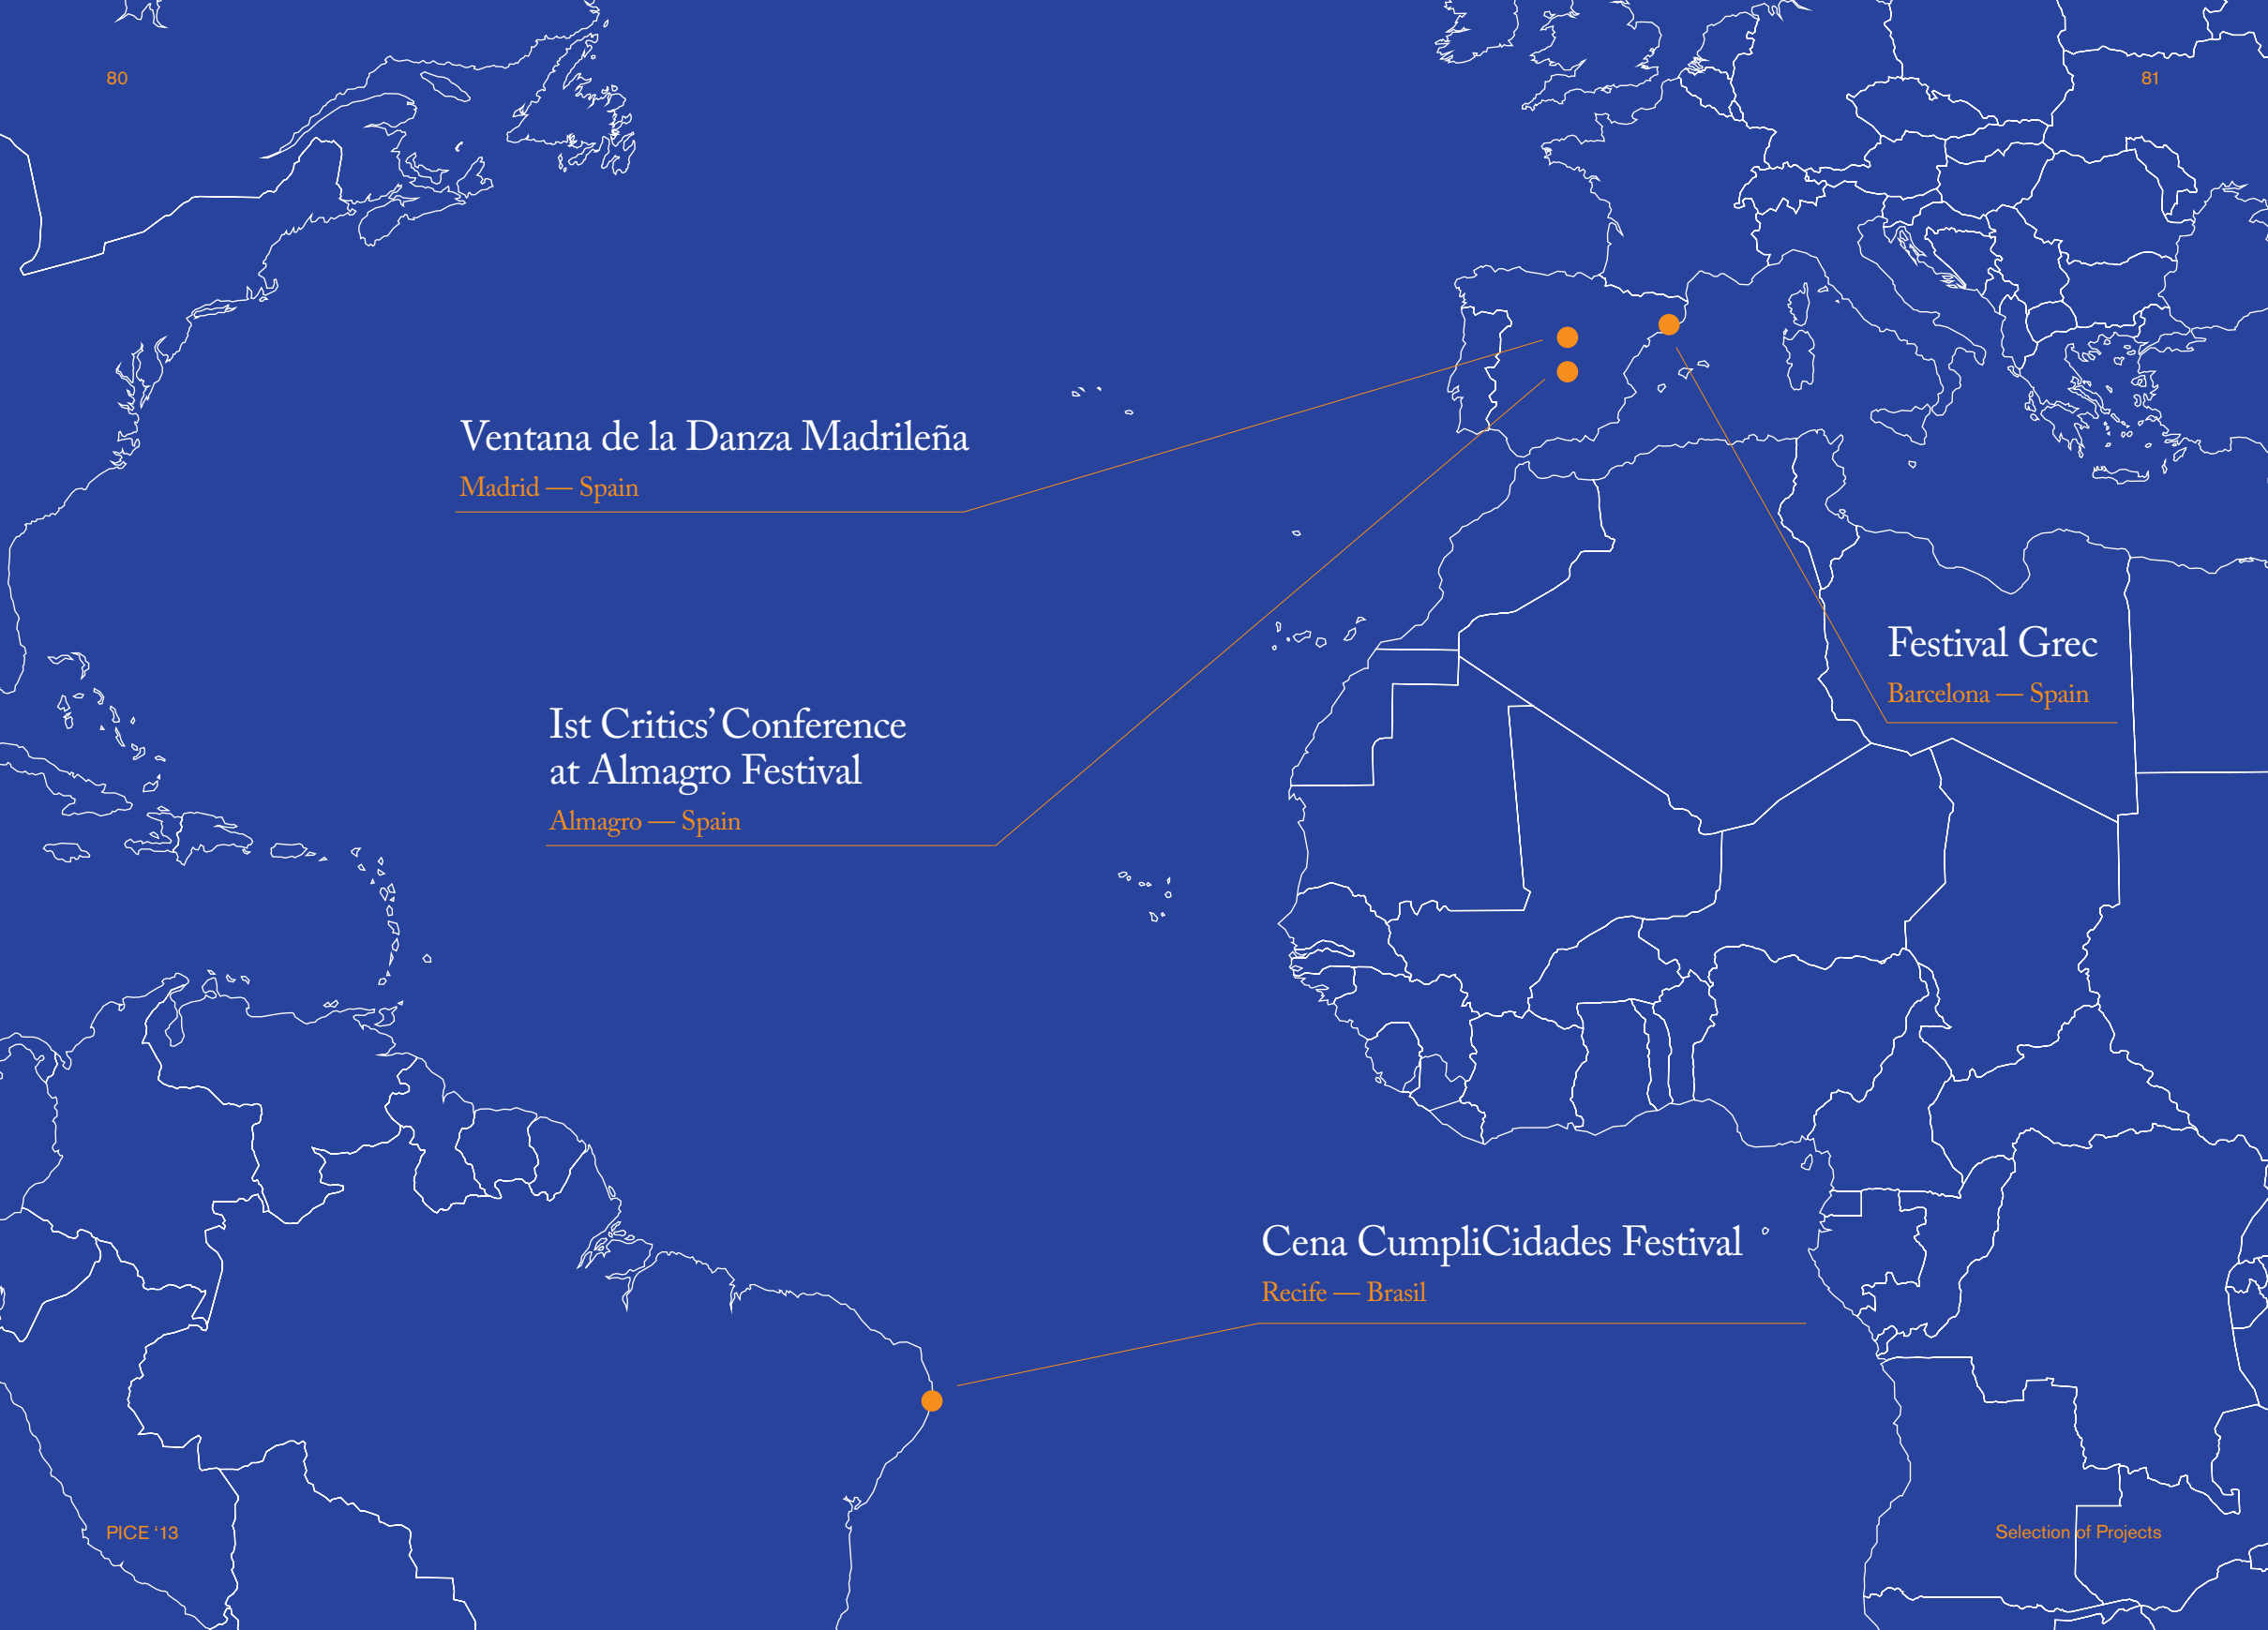 80
81
Ventana de la Danza Madrileña
Madrid — Spain
Festival Grec
Barcelona — Spain
Ist Critics’ Conference
at Almagro Festival
Almagro — Spain
Cena CumpliCidades Festival
Recife — Brasil
PICE ‘13
Selection of Projects